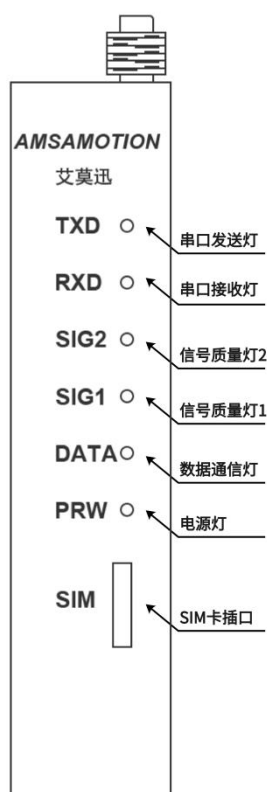 AMSAMOTION
艾莫迅
TXD
串口发送灯
RXD
串口接收灯
SIG2
信号质量灯2
SIG1
信号质量灯1
DATA
数据通信灯
PRW
电源灯
SIM
SIM卡插口